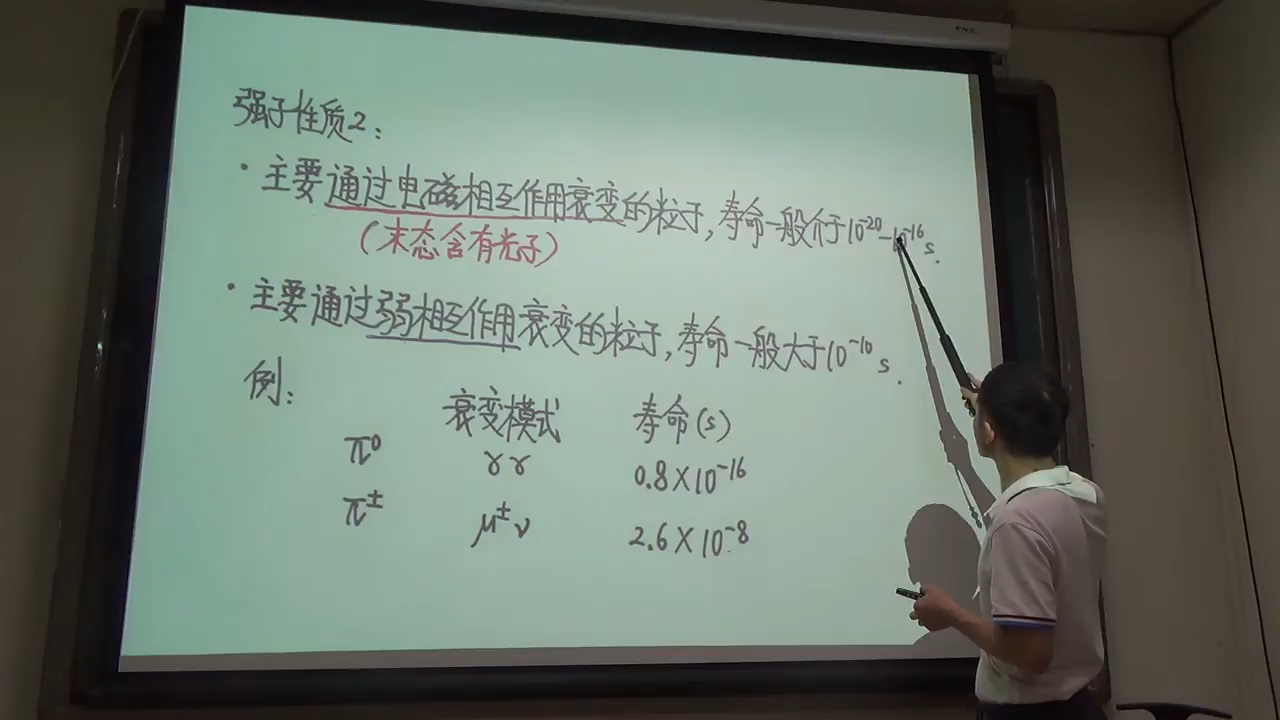 强子性质2:
· 主要通过电磁相互作用衰变的粒子,寿命一般介于10⁻²⁰-10⁻¹⁶s.
(末态含有光子)
· 主要通过弱相互作用衰变的粒子,寿命一般大于10⁻¹⁰s.
例:
衰变模式 寿命(s)
π⁰ γγ 0.8×10⁻¹⁶
π± μ±ν 2.6×10⁻⁸